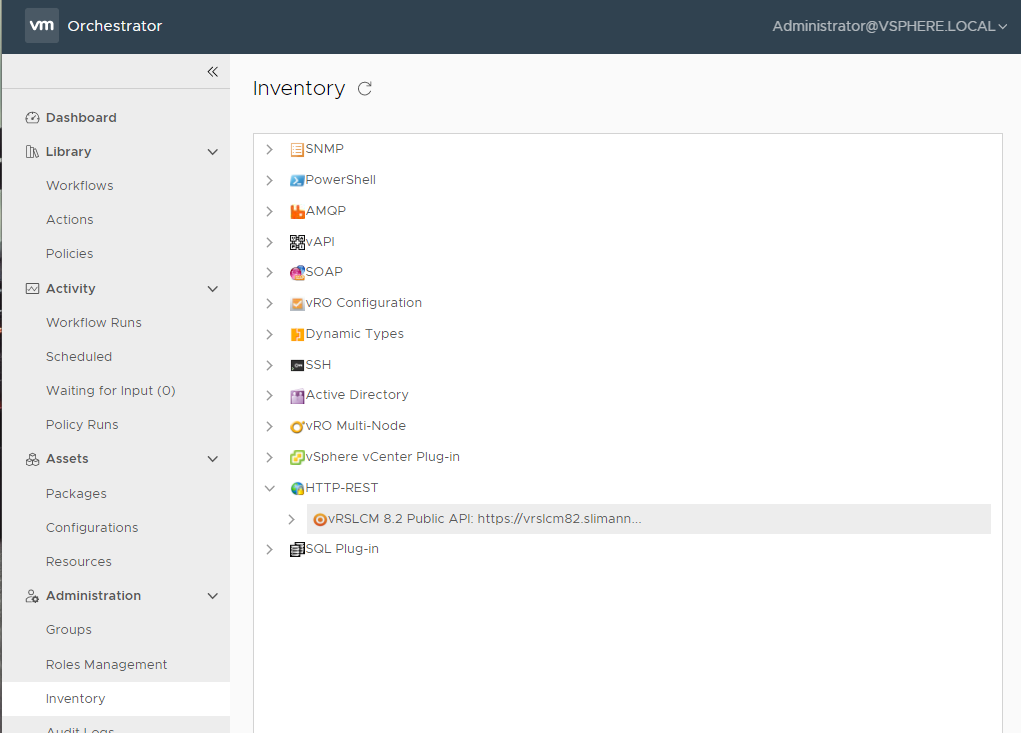 vm Orchestrator
Administrator@VSPHERE.LOCAL
Dashboard
Library
Workflows
Actions
Policies
Activity
Workflow Runs
Scheduled
Waiting for Input (0)
Policy Runs
Assets
Packages
Configurations
Resources
Administration
Groups
Roles Management
Inventory
Audit Logs
Inventory
SNMP
PowerShell
AMQP
vAPI
SOAP
vRO Configuration
Dynamic Types
SSH
Active Directory
vRO Multi-Node
vSphere vCenter Plug-in
HTTP-REST
vRSLCM 8.2 Public API: https://vrslcm82.slimann...
SQL Plug-in